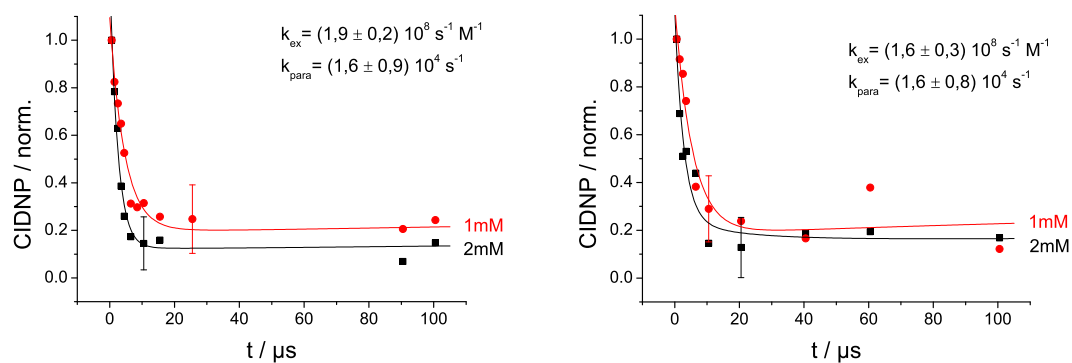 k_ex= (1,9 ± 0,2) 10^8 s^-1 M^-1
k_para= (1,6 ± 0,9) 10^4 s^-1
CIDNP / norm.
1.0
0.8
0.6
0.4
0.2
0.0
1mM
2mM
0 20 40 60 80 100
t / µs
k_ex= (1,6 ± 0,3) 10^8 s^-1 M^-1
k_para= (1,6 ± 0,8) 10^4 s^-1
CIDNP / norm.
1.0
0.8
0.6
0.4
0.2
0.0
1mM
2mM
0 20 40 60 80 100
t / µs